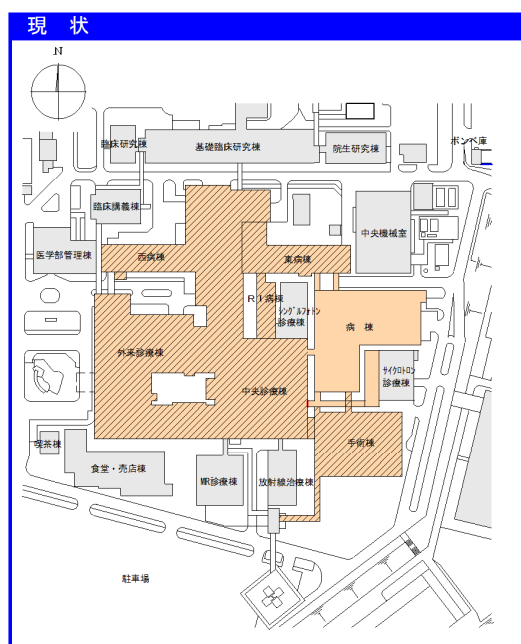 現 状
N
ボンベ庫
臨床研究棟
基礎臨床研究棟
院生研究棟
臨床講義棟
中央機械室
医学部管理棟
西病棟
東病棟
RI病棟
シングルフォトン
診療棟
病 棟
外来診療棟
サイクロトロン
診療棟
中央診療棟
手術棟
喫茶棟
食堂・売店棟
MR診療棟
放射線治療棟
駐車場